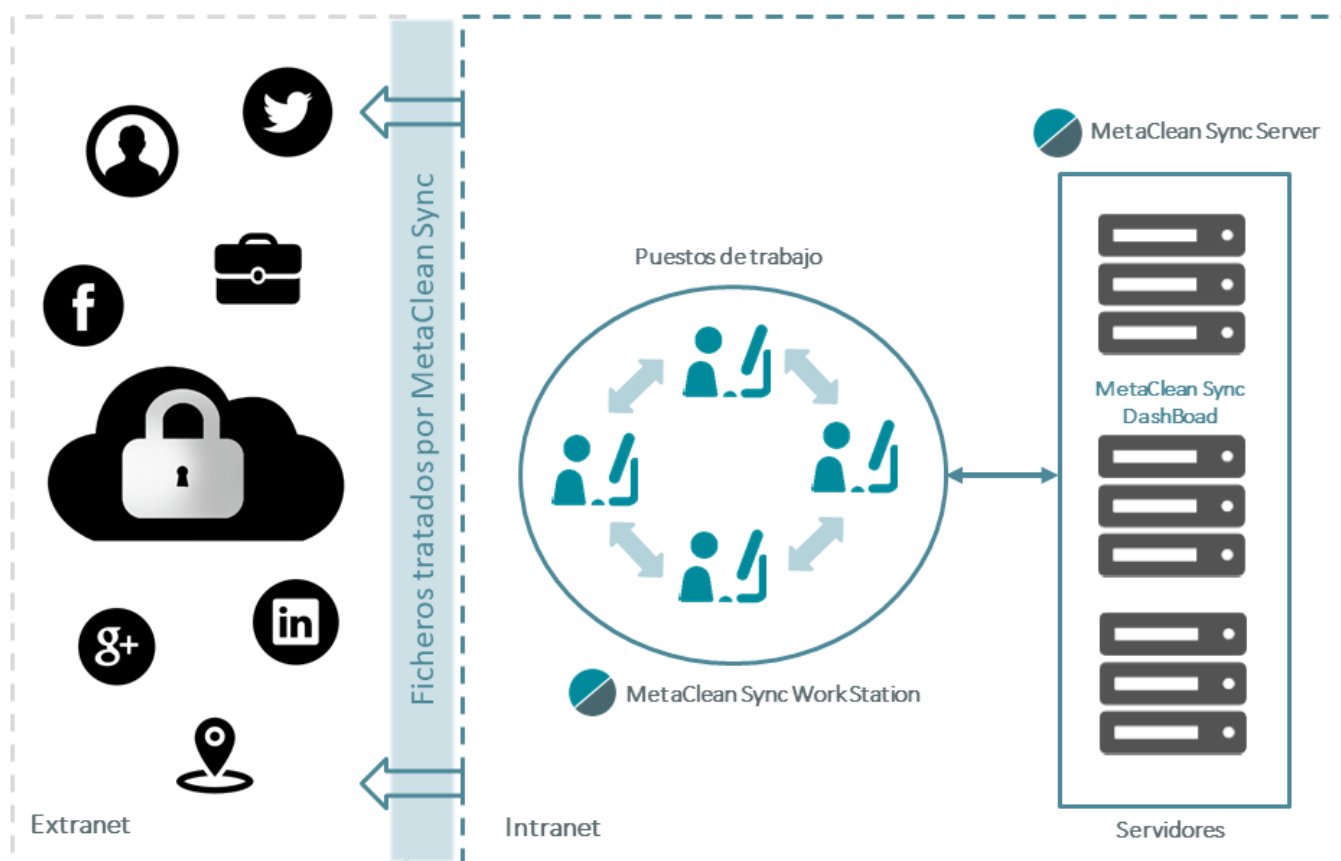 MetaClean Sync Server
Ficheros tratados por MetaClean Sync
Puestos de trabajo
f
MetaClean Sync
DashBoad
g+
in
MetaClean Sync WorkStation
Extranet
Intranet
Servidores